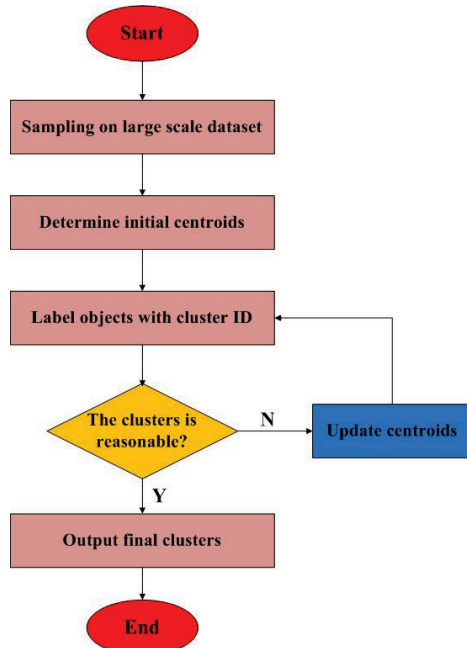 Start
Sampling on large scale dataset
Determine initial centroids
Label objects with cluster ID
The clusters is
reasonable?
N
Update centroids
Y
Output final clusters
End